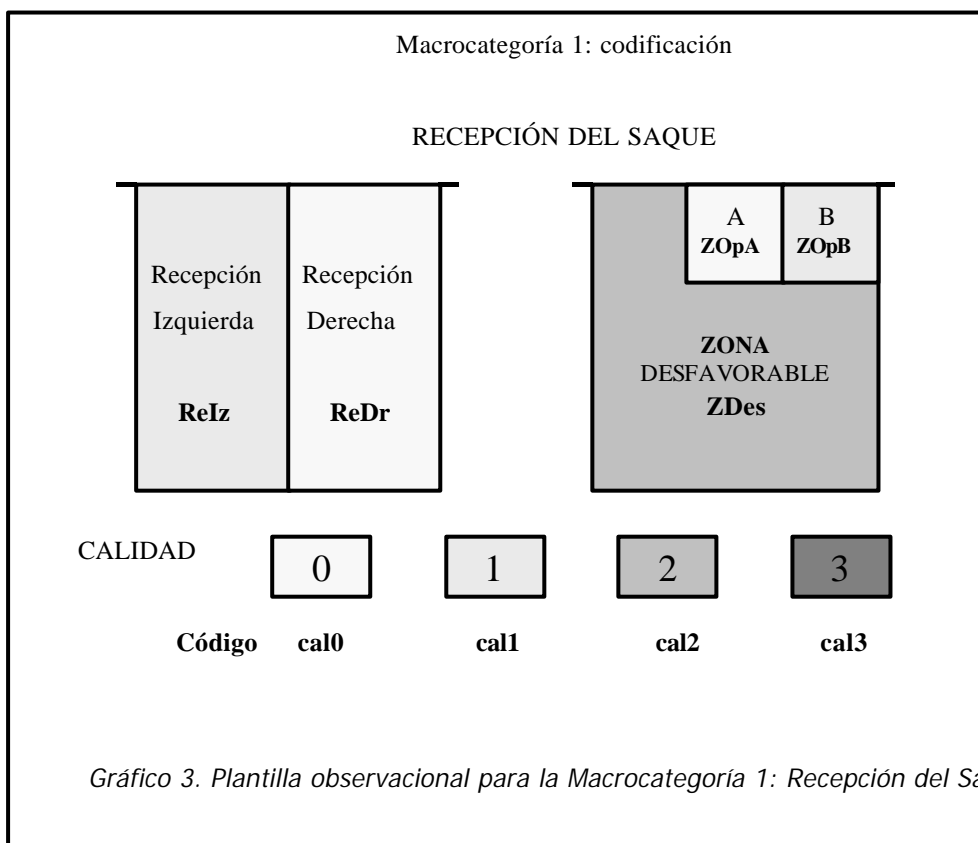 Macrocategoría 1: codificación
RECEPCIÓN DEL SAQUE
Recepción
Izquierda
ReIz
Recepción
Derecha
ReDr
A
ZOpA
B
ZOpB
ZONA
DESFAVORABLE
ZDes
CALIDAD
0
1
2
3
Código cal0 cal1 cal2 cal3
Gráfico 3. Plantilla observacional para la Macrocategoría 1: Recepción del